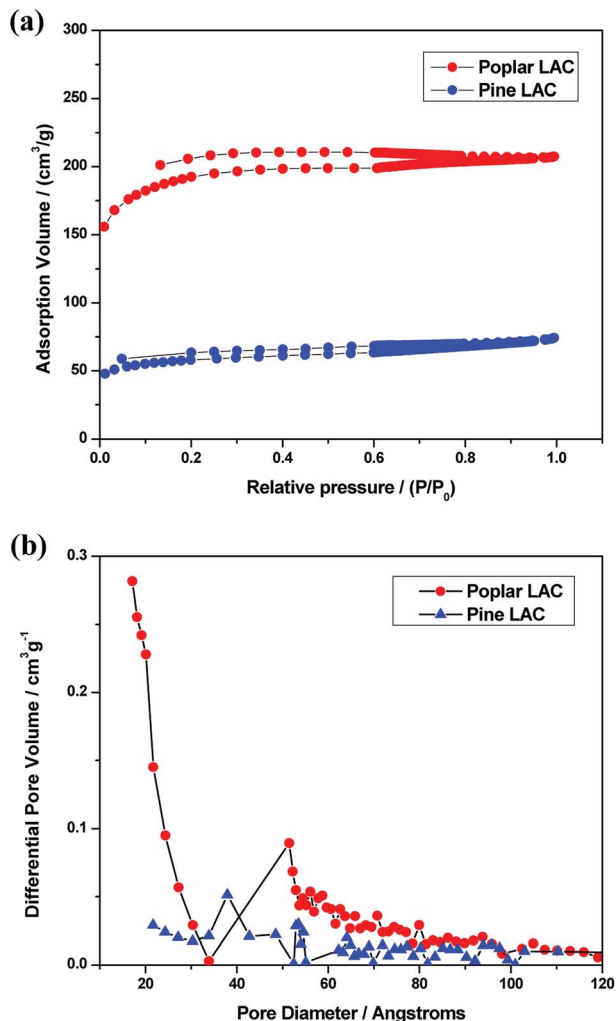 (a)
300
250
200
150
100
50
0
Adsorption Volume / (cm³/g)
Poplar LAC
Pine LAC
0.0 0.2 0.4 0.6 0.8 1.0
Relative pressure / (P/P₀)
(b)
0.3
0.2
0.1
0.0
Differential Pore Volume / cm³g⁻¹
Poplar LAC
Pine LAC
20 40 60 80 100 120
Pore Diameter / Angstroms